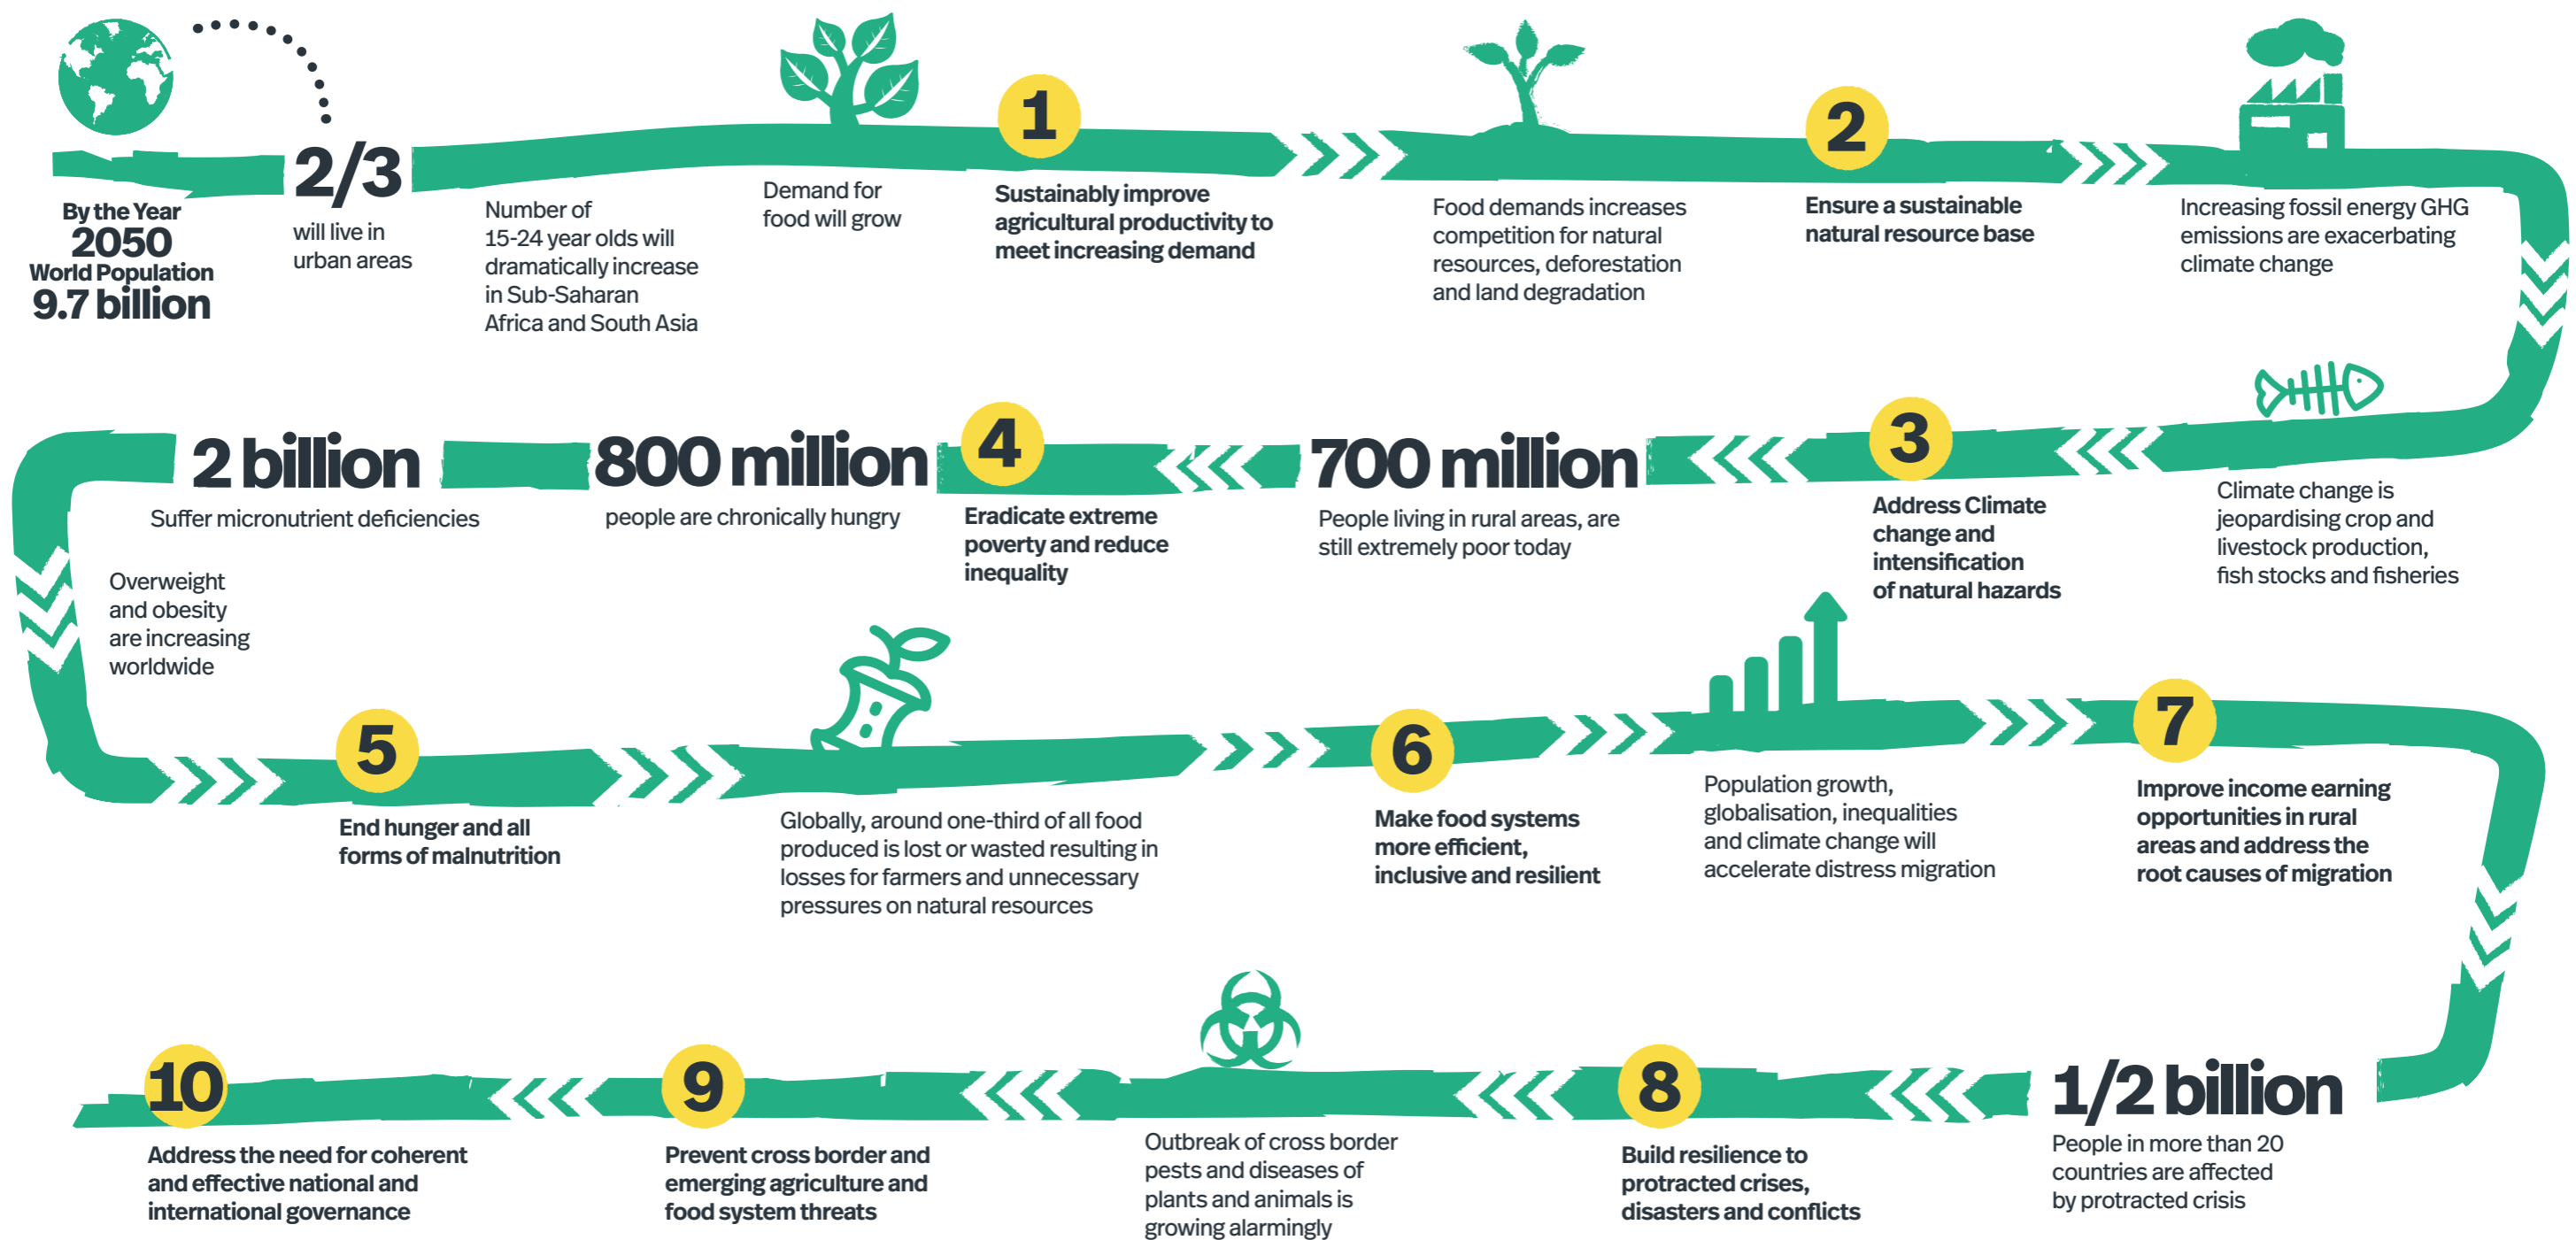 By the Year
2050
World Population
9.7 billion
2/3
will live in
urban areas
Number of
15-24 year olds will
dramatically increase
in Sub-Saharan
Africa and South Asia
Demand for
food will grow
1
Sustainably improve
agricultural productivity to
meet increasing demand
Food demands increases
competition for natural
resources, deforestation
and land degradation
2
Ensure a sustainable
natural resource base
Increasing fossil energy GHG
emissions are exacerbating
climate change
Climate change is
jeopardising crop and
livestock production,
fish stocks and fisheries
3
Address Climate
change and
intensification
of natural hazards
700 million
People living in rural areas, are
still extremely poor today
4
Eradicate extreme
poverty and reduce
inequality
800 million
people are chronically hungry
2 billion
Suffer micronutrient deficiencies
Overweight
and obesity
are increasing
worldwide
5
End hunger and all
forms of malnutrition
Globally, around one-third of all food
produced is lost or wasted resulting in
losses for farmers and unnecessary
pressures on natural resources
6
Make food systems
more efficient,
inclusive and resilient
Population growth,
globalisation, inequalities
and climate change will
accelerate distress migration
7
Improve income earning
opportunities in rural
areas and address the
root causes of migration
1/2 billion
People in more than 20
countries are affected
by protracted crisis
8
Build resilience to
protracted crises,
disasters and conflicts
Outbreak of cross border
pests and diseases of
plants and animals is
growing alarmingly
9
Prevent cross border and
emerging agriculture and
food system threats
10
Address the need for coherent
and effective national and
international governance